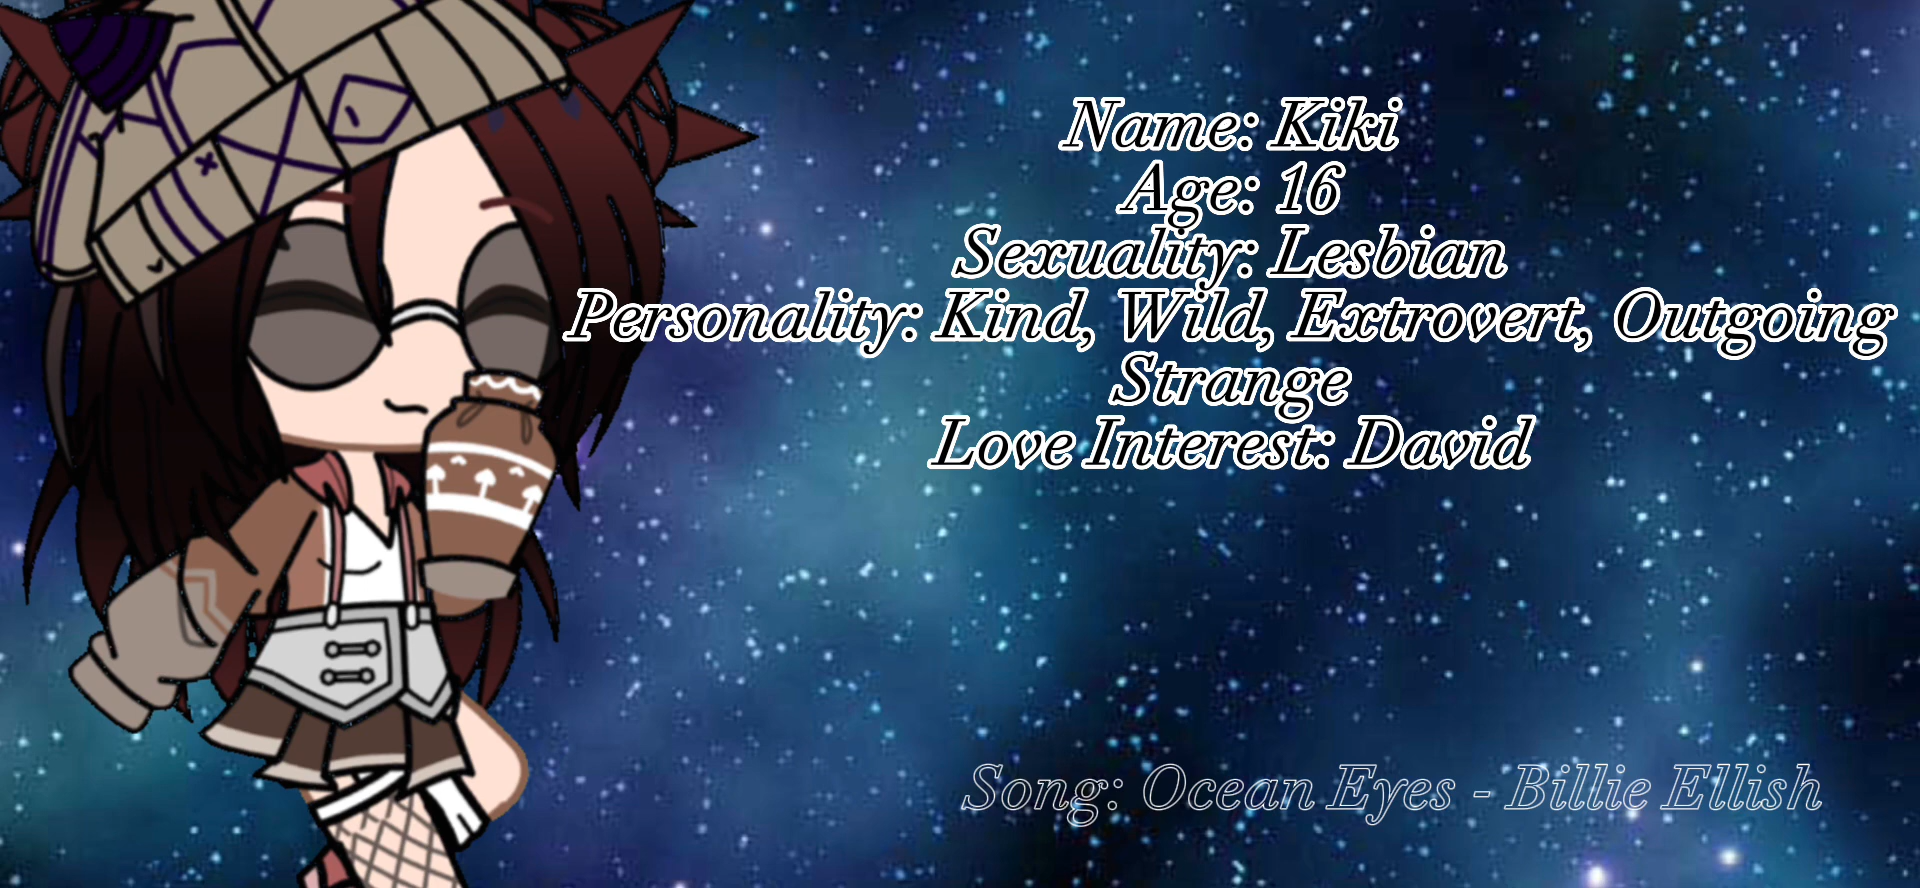 Name: Kiki
Age: 16
Sexuality: Lesbian
Personality: Kind, Wild, Extrovert, Outgoing
Strange
Love Interest: David
Song: Ocean Eyes - Billie Ellish